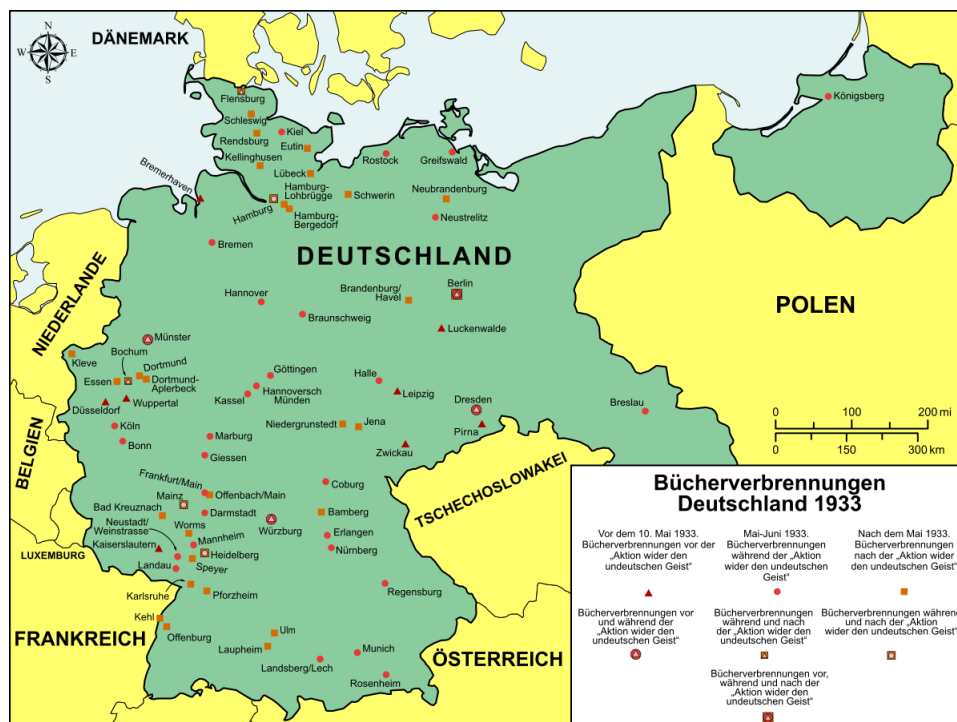 DÄNEMARK
N
W
E
S
Flensburg
Schleswig
Kiel
Rendsburg
Eutin
Kellinghusen
Lübeck
Rostock
Greifswald
Königsberg
Bremerhaven
Hamburg-
Lohbrügge
Hamburg
Hamburg-
Bergedorf
Schwerin
Neubrandenburg
Neustrelitz
Bremen
DEUTSCHLAND
NIEDERLANDE
Hannover
Brandenburg/
Havel
Berlin
POLEN
Braunschweig
Luckenwalde
Münster
Bochum
Kleve
Dortmund
Essen
Dortmund-
Aplerbeck
Düsseldorf
Wuppertal
Göttingen
Hannoversch
Münden
Kassel
Halle
Leipzig
Dresden
Pirna
Breslau
0 100 200 mi
0 150 300 km
BELGIEN
Köln
Bonn
Marburg
Giessen
Niedergrunstedt
Jena
Zwickau
TSCHECHOSLOWAKEI
Frankfurt/Main
Offenbach/Main
Mainz
Bad Kreuznach
Darmstadt
Coburg
Bamberg
Würzburg
Neustadt/
Weinstrasse
Worms
Mannheim
Erlangen
Nürnberg
LUXEMBURG
Kaiserslautern
Heidelberg
Landau
Speyer
Karlsruhe
Pforzheim
Regensburg
Kehl
Offenburg
FRANKREICH
Ulm
Laupheim
Landsberg/Lech
Munich
Rosenheim
ÖSTERREICH
Bücherverbrennungen
Deutschland 1933
Vor dem 10. Mai 1933.
Bücherverbrennungen vor der
„Aktion wider den
undeutschen Geist“
Mai-Juni 1933.
Bücherverbrennungen
während der „Aktion
wider den undeutschen
Geist“
Nach dem Mai 1933.
Bücherverbrennungen
nach der „Aktion wider
den undeutschen Geist“
Bücherverbrennungen vor
und während der
„Aktion wider den
undeutschen Geist“
Bücherverbrennungen
während und nach
der „Aktion wider den
undeutschen Geist“
Bücherverbrennungen während
und nach der „Aktion
wider den undeutschen Geist“
Bücherverbrennungen vor,
während und nach der
„Aktion wider den
undeutschen Geist“